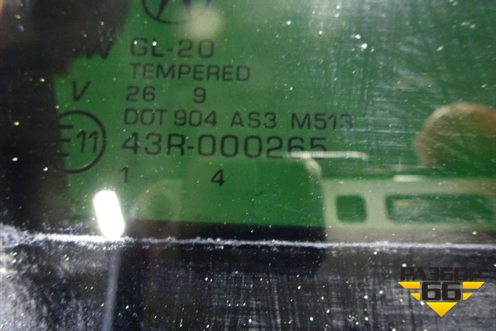 GL-20
TEMPERED
V 26 9
DOT 904 AS3 M513
E11 43R-000265
1 4
РАЗБОР
66